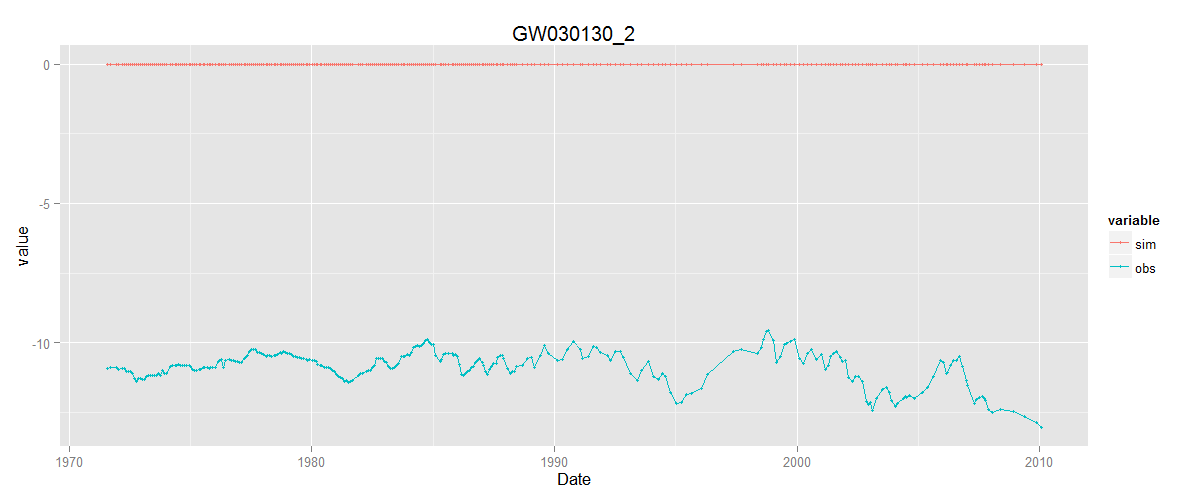 GW030130_2
0
-5
-10
value
1970
1980
1990
2000
2010
Date
variable
sim
obs